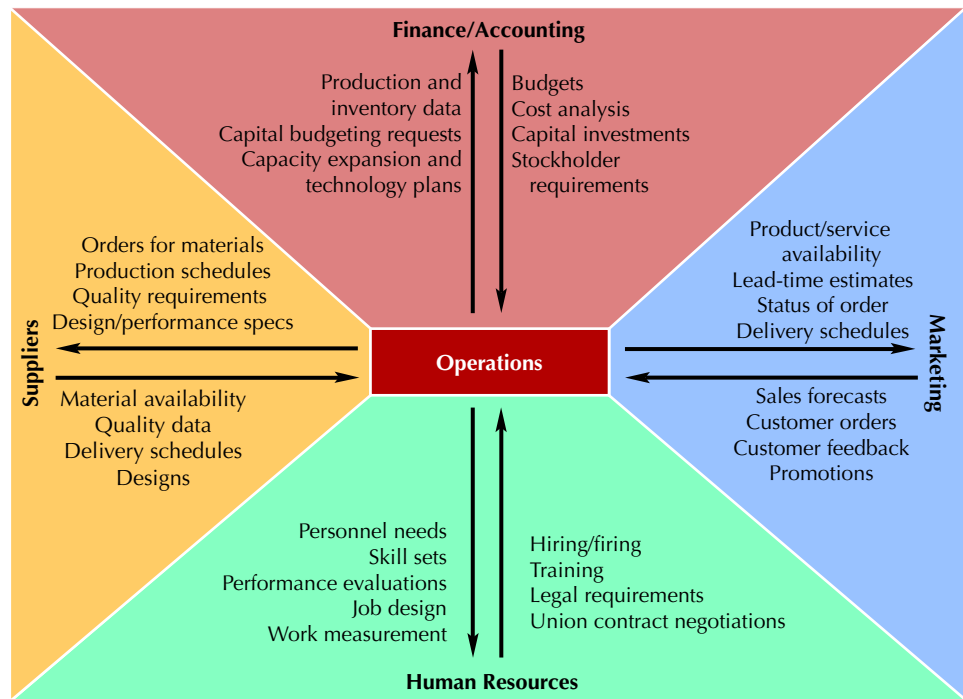 Finance/Accounting
Production and
inventory data
Capital budgeting requests
Capacity expansion and
technology plans
Budgets
Cost analysis
Capital investments
Stockholder
requirements
Suppliers
Orders for materials
Production schedules
Quality requirements
Design/performance specs
Material availability
Quality data
Delivery schedules
Designs
Operations
Product/service
availability
Lead-time estimates
Status of order
Delivery schedules
Sales forecasts
Customer orders
Customer feedback
Promotions
Marketing
Personnel needs
Skill sets
Performance evaluations
Job design
Work measurement
Hiring/firing
Training
Legal requirements
Union contract negotiations
Human Resources